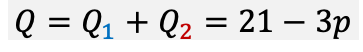 Q = Q₁ + Q₂ = 21 − 3p